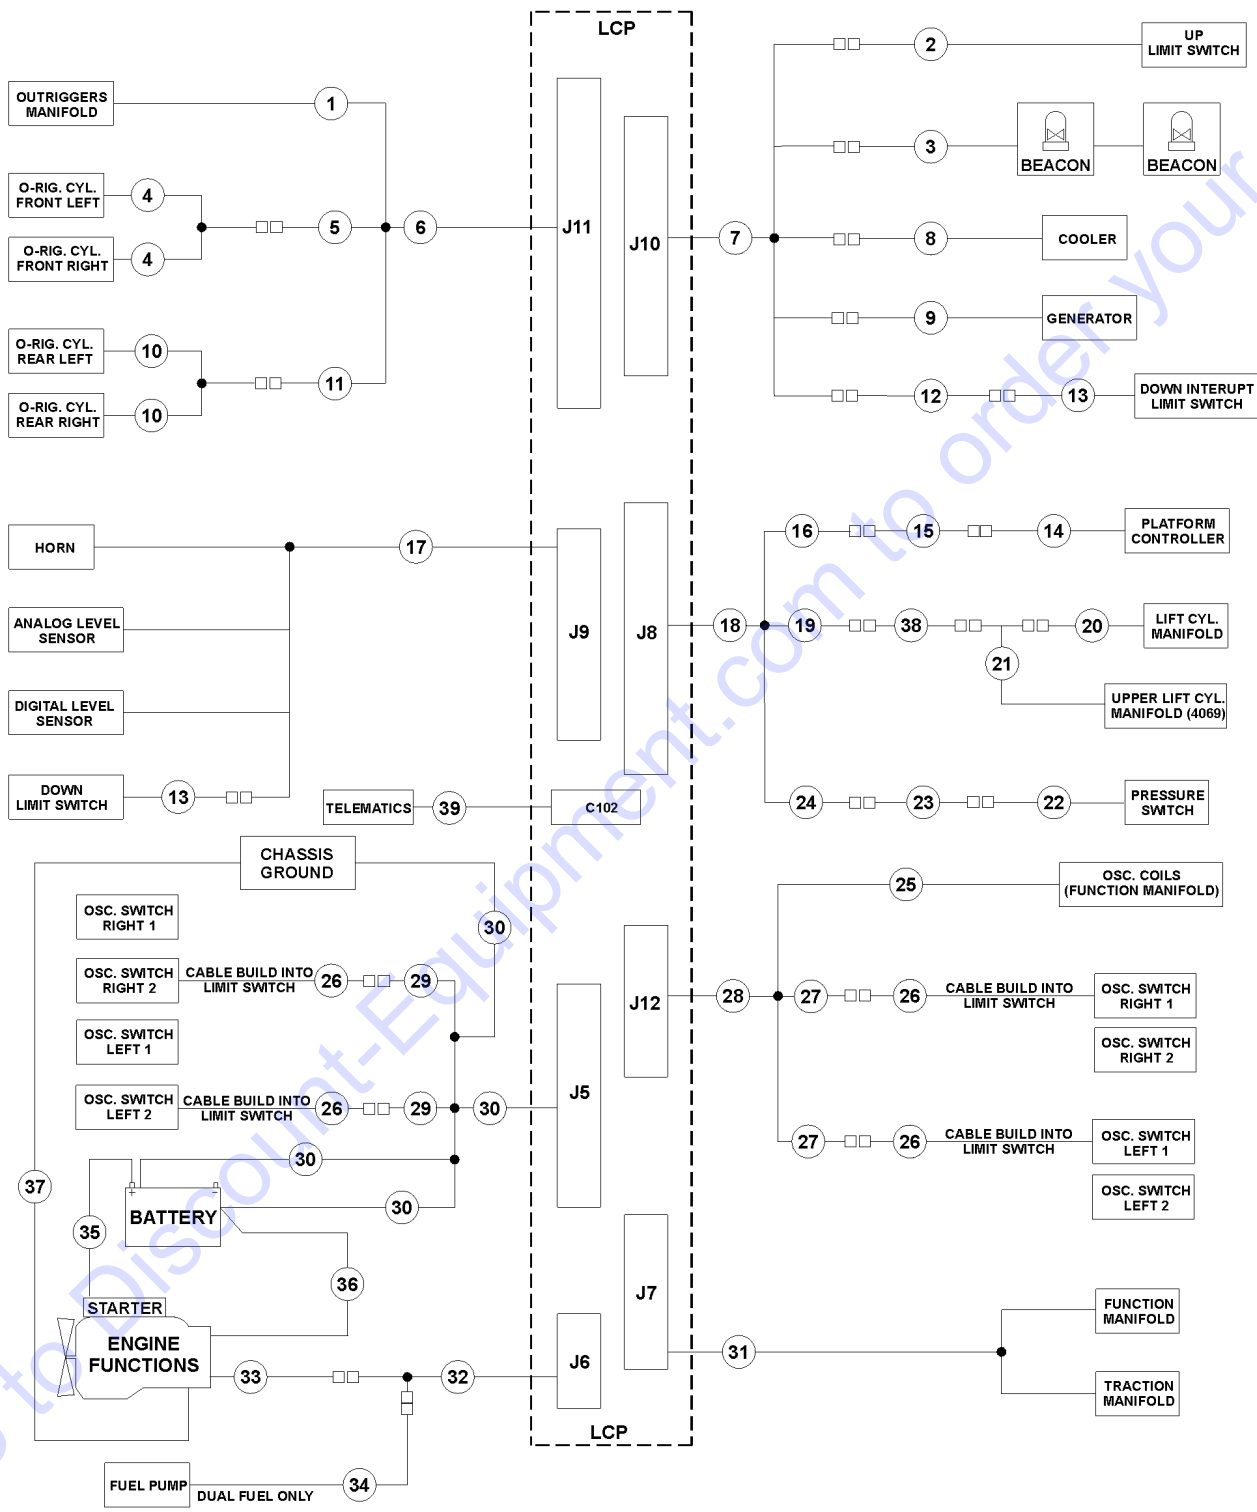 LCP
OUTRIGGERS
MANIFOLD
1
O-RIG. CYL.
FRONT LEFT
4
O-RIG. CYL.
FRONT RIGHT
4
5
6
O-RIG. CYL.
REAR LEFT
10
O-RIG. CYL.
REAR RIGHT
10
11
J11
J10
7
2
UP
LIMIT SWITCH
3
BEACON
BEACON
8
COOLER
9
GENERATOR
12
13
DOWN INTERUPT
LIMIT SWITCH
HORN
17
ANALOG LEVEL
SENSOR
DIGITAL LEVEL
SENSOR
DOWN
LIMIT SWITCH
13
J9
J8
18
16
15
14
PLATFORM
CONTROLLER
19
38
20
LIFT CYL.
MANIFOLD
21
UPPER LIFT CYL.
MANIFOLD (4069)
24
23
22
PRESSURE
SWITCH
TELEMATICS
39
C102
CHASSIS
GROUND
30
OSC. SWITCH
RIGHT 1
OSC. SWITCH
RIGHT 2
CABLE BUILD INTO
LIMIT SWITCH
26
29
OSC. SWITCH
LEFT 1
OSC. SWITCH
LEFT 2
CABLE BUILD INTO
LIMIT SWITCH
26
29
30
J5
J12
28
25
OSC. COILS
(FUNCTION MANIFOLD)
27
26
CABLE BUILD INTO
LIMIT SWITCH
OSC. SWITCH
RIGHT 1
OSC. SWITCH
RIGHT 2
27
26
CABLE BUILD INTO
LIMIT SWITCH
OSC. SWITCH
LEFT 1
OSC. SWITCH
LEFT 2
30
37
+
-
BATTERY
30
35
36
STARTER
ENGINE
FUNCTIONS
33
32
J6
J7
31
FUNCTION
MANIFOLD
TRACTION
MANIFOLD
LCP
FUEL PUMP
DUAL FUEL ONLY
34
to Discount-Equipment.com to order your